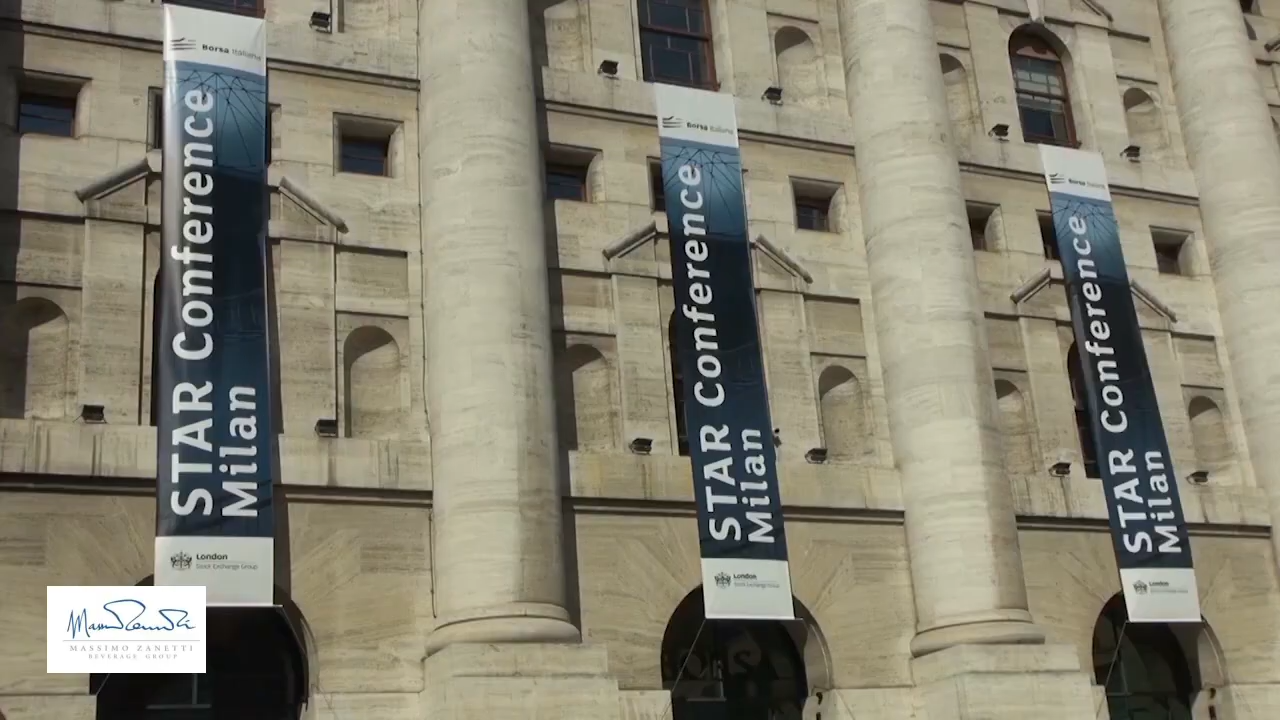 Borsa Italiana
STAR Conference
Milan
London
Stock Exchange Group
Borsa Italiana
STAR Conference
Milan
London
Stock Exchange Group
Borsa Italiana
STAR Conference
Milan
London
MASSIMO ZANETTI
BEVERAGE GROUP